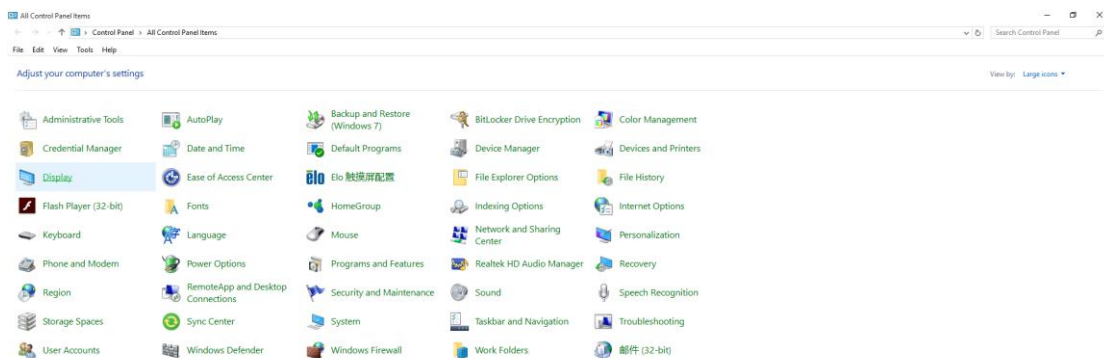 All Control Panel Items
Control Panel > All Control Panel Items
Search Control Panel
File Edit View Tools Help
Adjust your computer's settings
View by: Large icons
Administrative Tools
AutoPlay
Backup and Restore
(Windows 7)
BitLocker Drive Encryption
Color Management
Credential Manager
Date and Time
Default Programs
Device Manager
Devices and Printers
Display
Ease of Access Center
elo Elo 触摸屏配置
File Explorer Options
File History
Flash Player (32-bit)
Fonts
HomeGroup
Indexing Options
Internet Options
Keyboard
Language
Mouse
Network and Sharing
Center
Personalization
Phone and Modem
Power Options
Programs and Features
Realtek HD Audio Manager
Recovery
Region
RemoteApp and Desktop
Connections
Security and Maintenance
Sound
Speech Recognition
Storage Spaces
Sync Center
System
Taskbar and Navigation
Troubleshooting
User Accounts
Windows Defender
Windows Firewall
Work Folders
邮件 (32-bit)